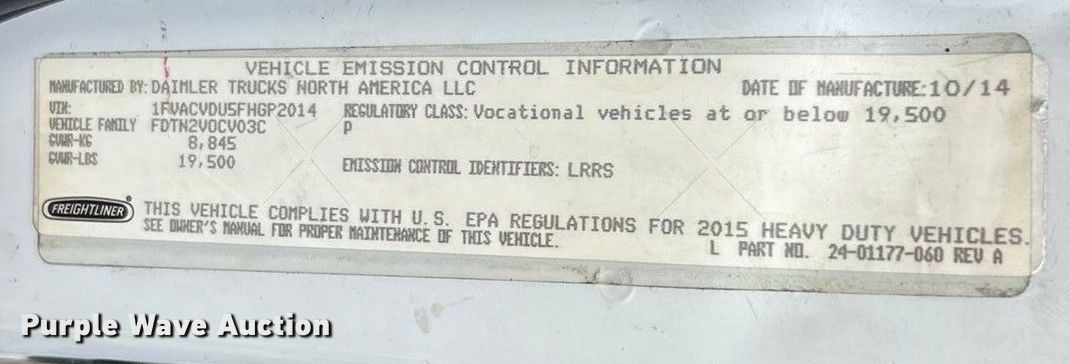 VEHICLE EMISSION CONTROL INFORMATION
MANUFACTURED BY: DAIMLER TRUCKS NORTH AMERICA LLC DATE OF MANUFACTURE: 10/14
VIN: 1FVACVDU5FHGP2014 REGULATORY CLASS: Vocational vehicles at or below 19,500
VEHICLE FAMILY FDTN2VOCV03C P
GVWR-KG 8,845
GVWR-LBS 19,500 EMISSION CONTROL IDENTIFIERS: LRRS
FREIGHTLINER THIS VEHICLE COMPLIES WITH U.S. EPA REGULATIONS FOR 2015 HEAVY DUTY VEHICLES.
SEE OWNER'S MANUAL FOR PROPER MAINTENANCE OF THIS VEHICLE.
L PART NO. 24-01177-060 REV A
Purple Wave Auction